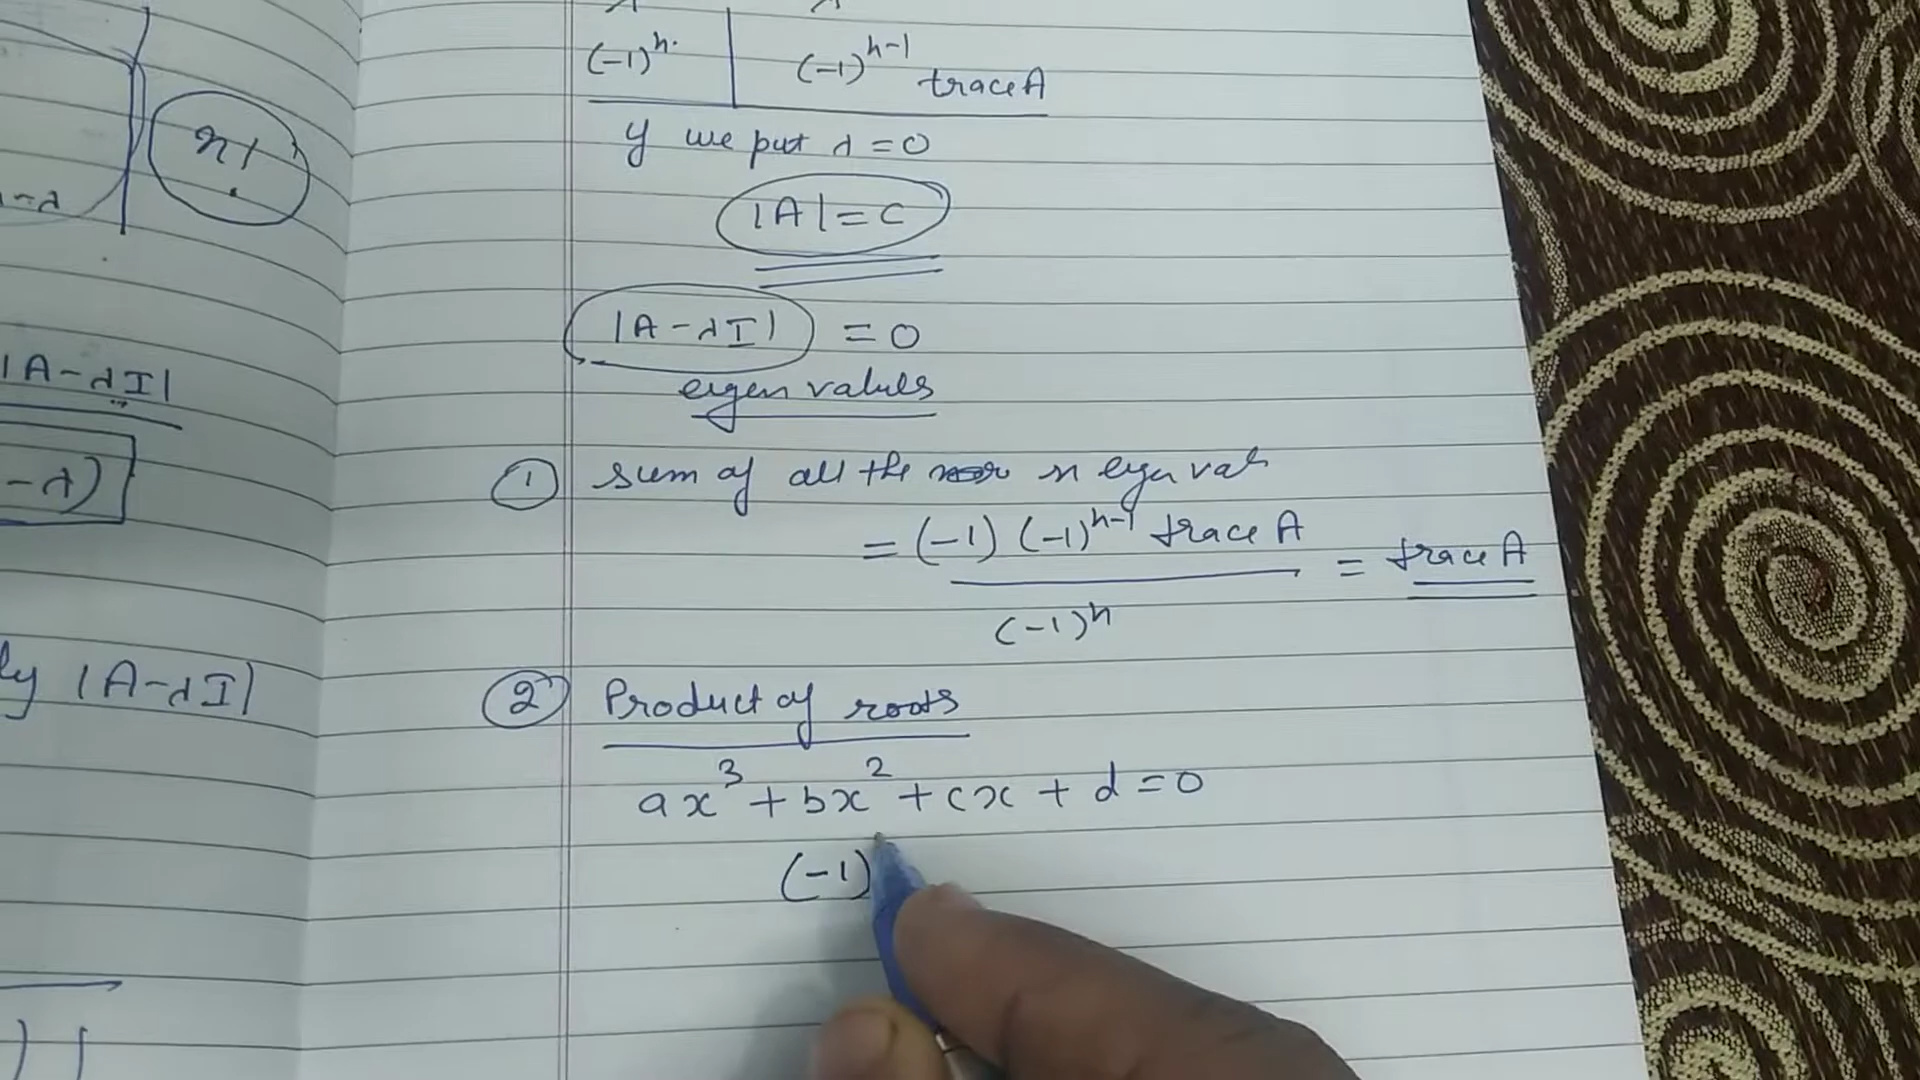 n!
-λ
|A-λI|
-λ)
ly |A-λI|
(-1)^n
(-1)^{n-1} trace A
y we put λ=0
|A|=C
|A-λI| = 0
eigen values
① sum of all the n eigen val
= (-1) (-1)^{n-1} trace A / (-1)^n = trace A
② Product of roots
ax^3+bx^2+cx+d=0
(-1)